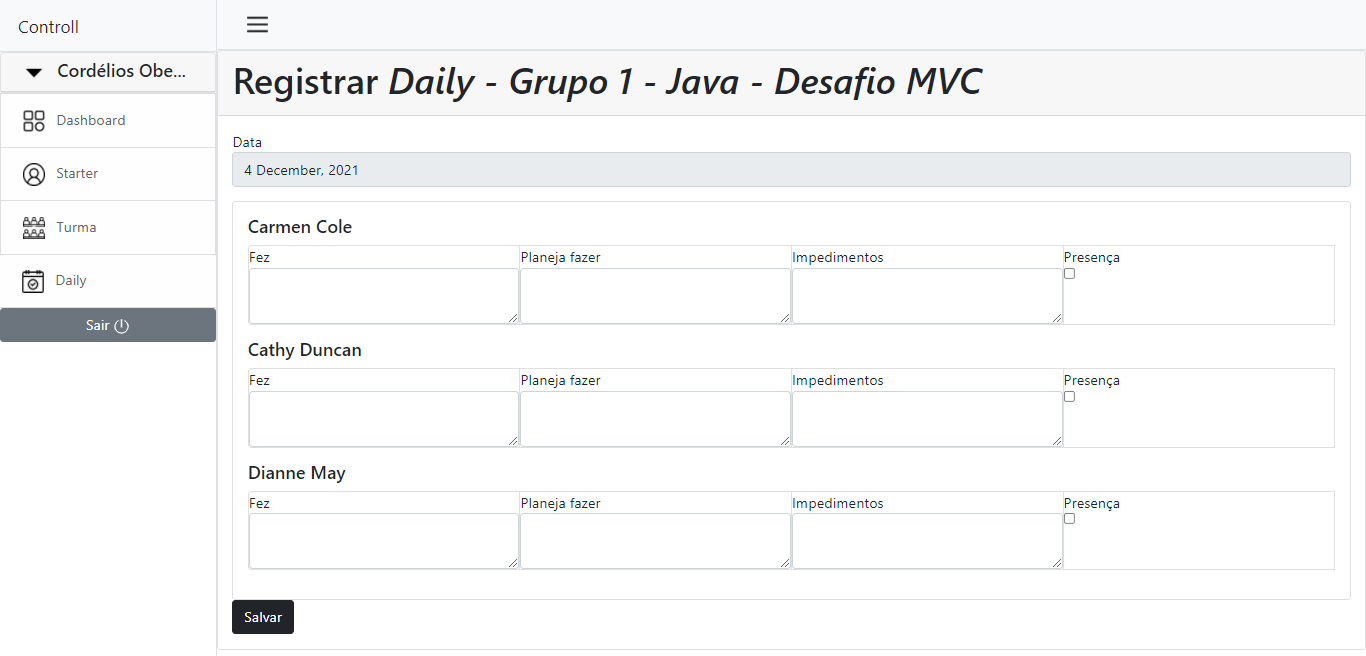 Controll
Cordélios Obe...
Dashboard
Starter
Turma
Daily
Sair
Registrar Daily - Grupo 1 - Java - Desafio MVC
Data
4 December, 2021
Carmen Cole
Fez Planeja fazer Impedimentos Presença
Cathy Duncan
Fez Planeja fazer Impedimentos Presença
Dianne May
Fez Planeja fazer Impedimentos Presença
Salvar